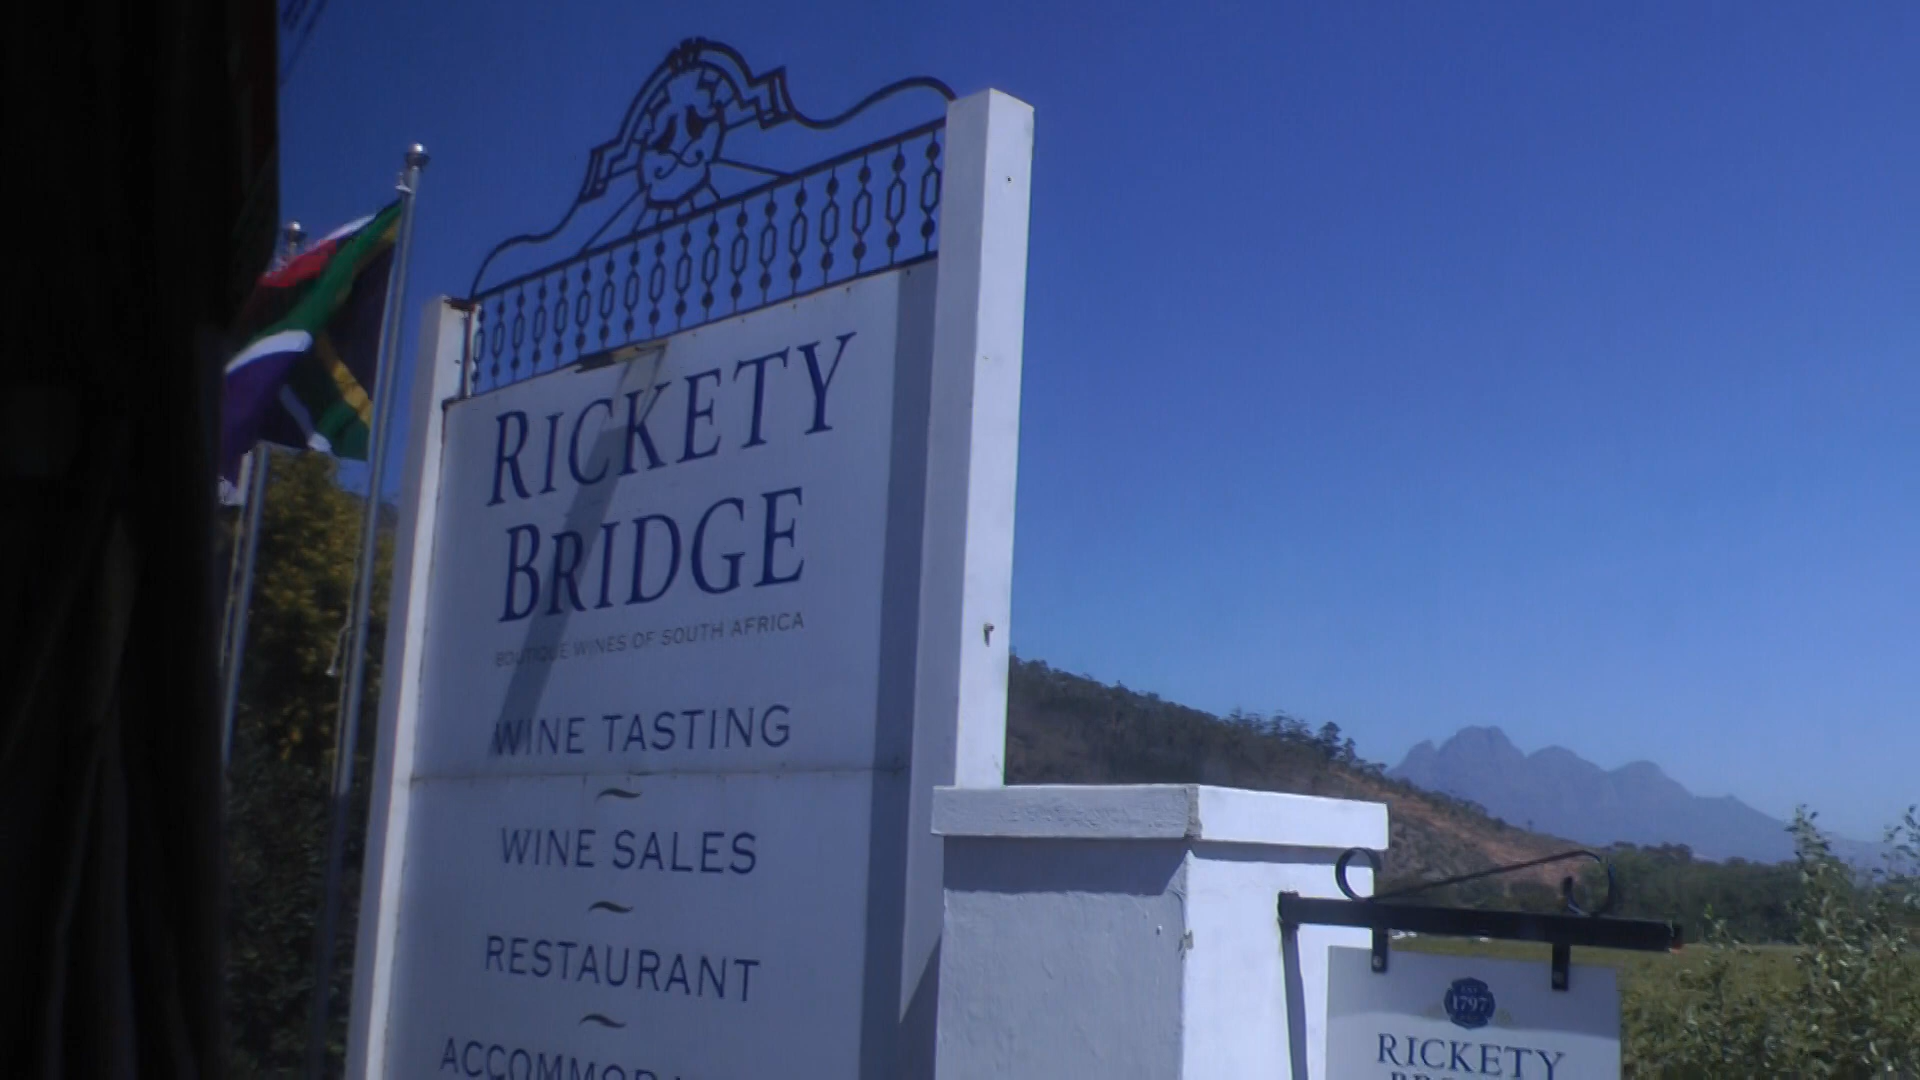 RICKETY
BRIDGE
BOUTIQUE WINES OF SOUTH AFRICA
WINE TASTING
~
WINE SALES
~
RESTAURANT
~
1797
RICKETY